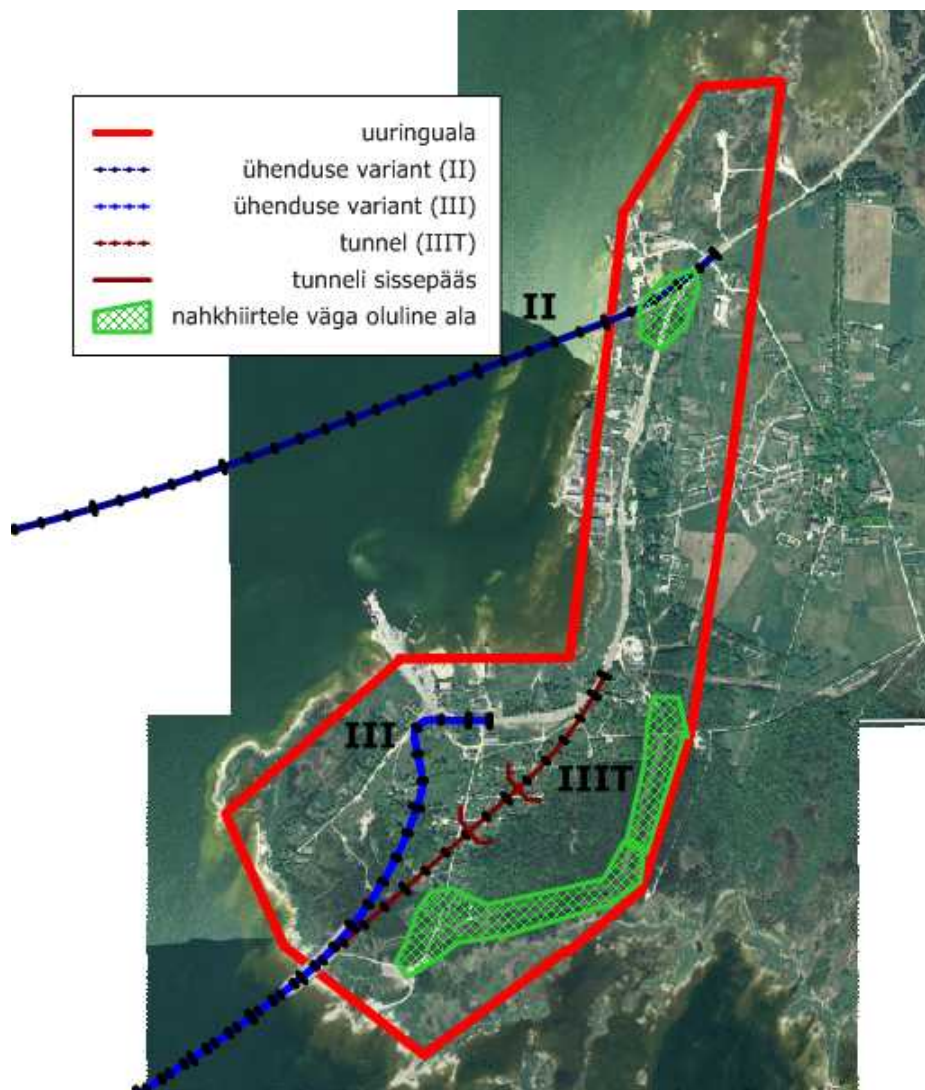 uuringuala
ühenduse variant (II)
ühenduse variant (III)
tunnel (IIIT)
tunneli sissepääs
nahkhiirtele väga oluline ala
II
III
IIIT